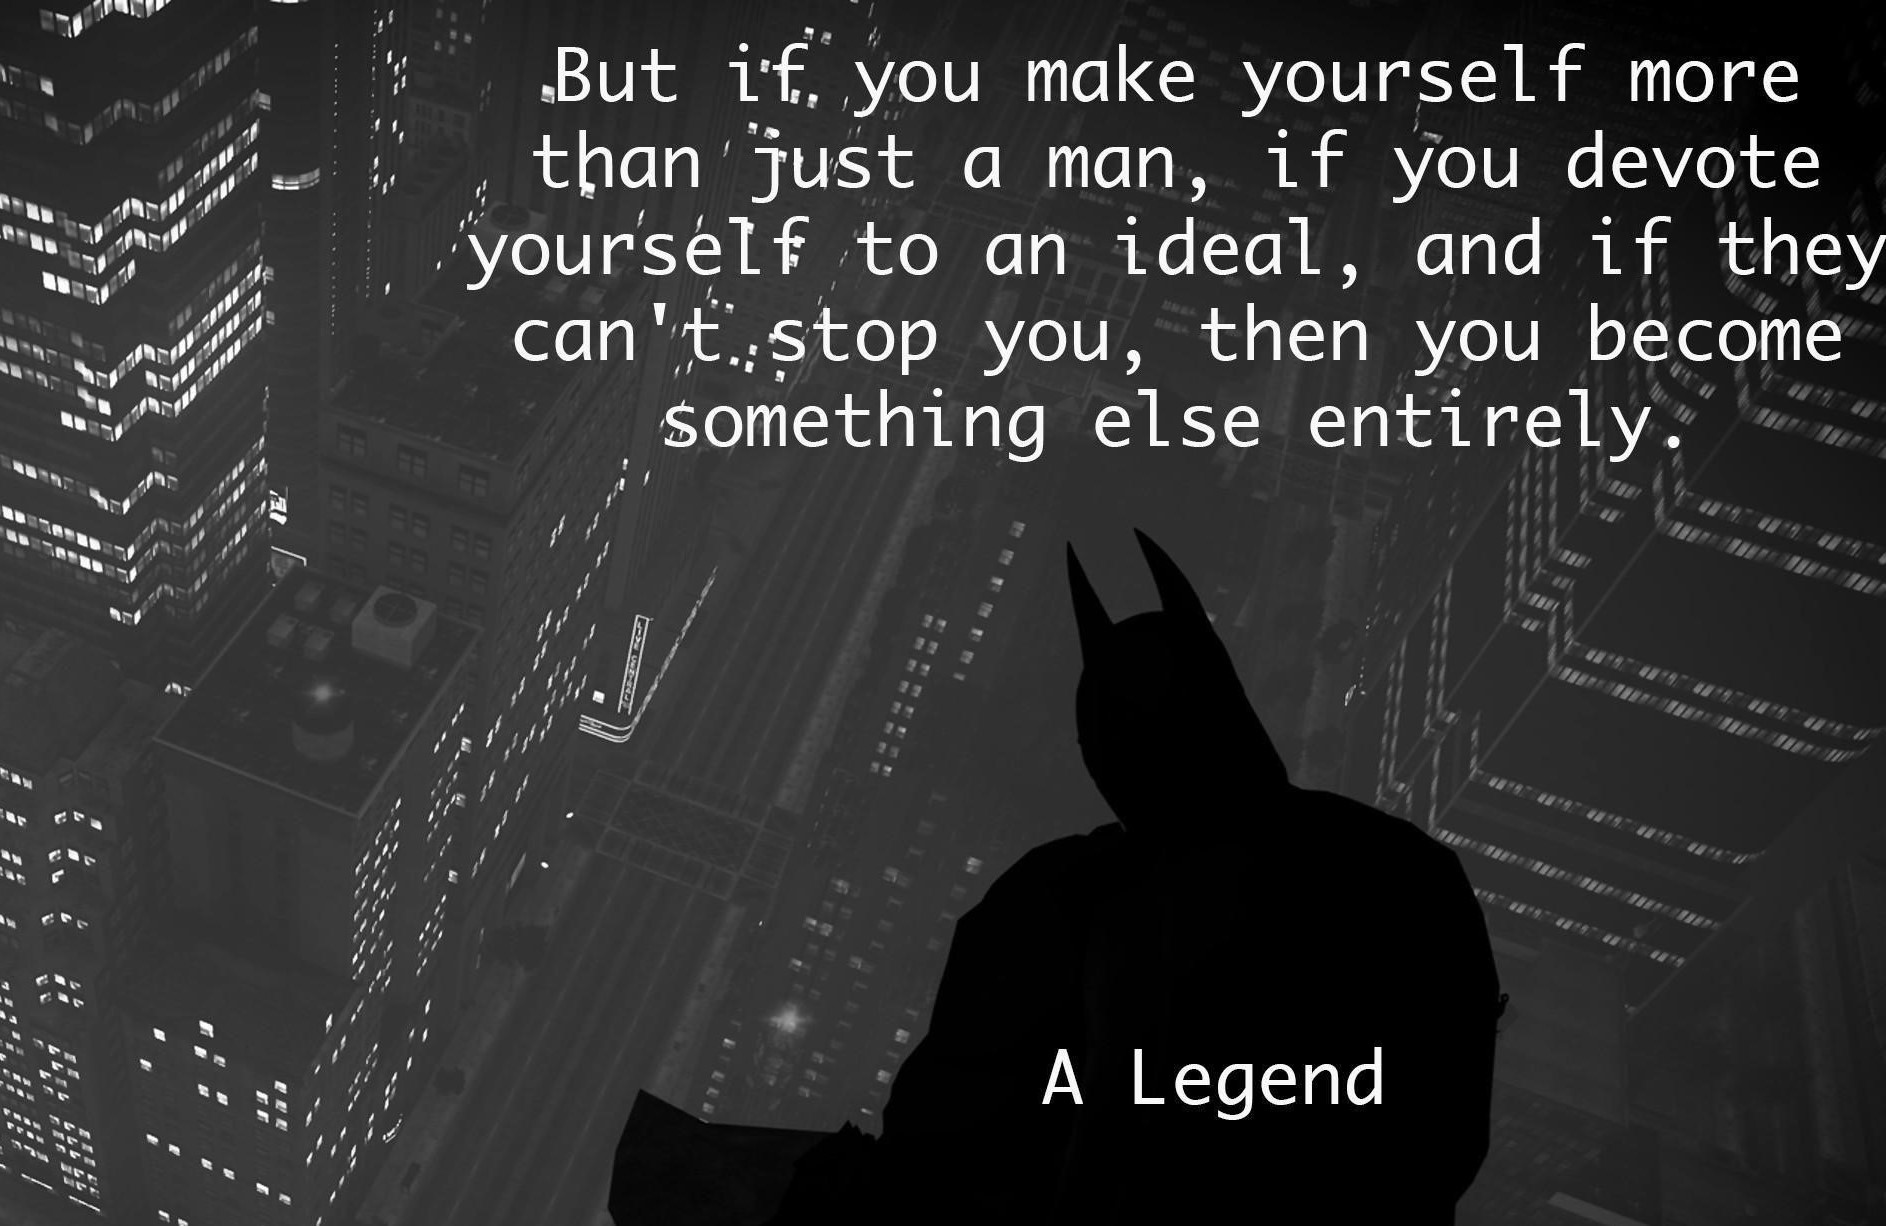 But if you make yourself more
than just a man, if you devote
yourself to an ideal, and if they
can't stop you, then you become
something else entirely.
A Legend